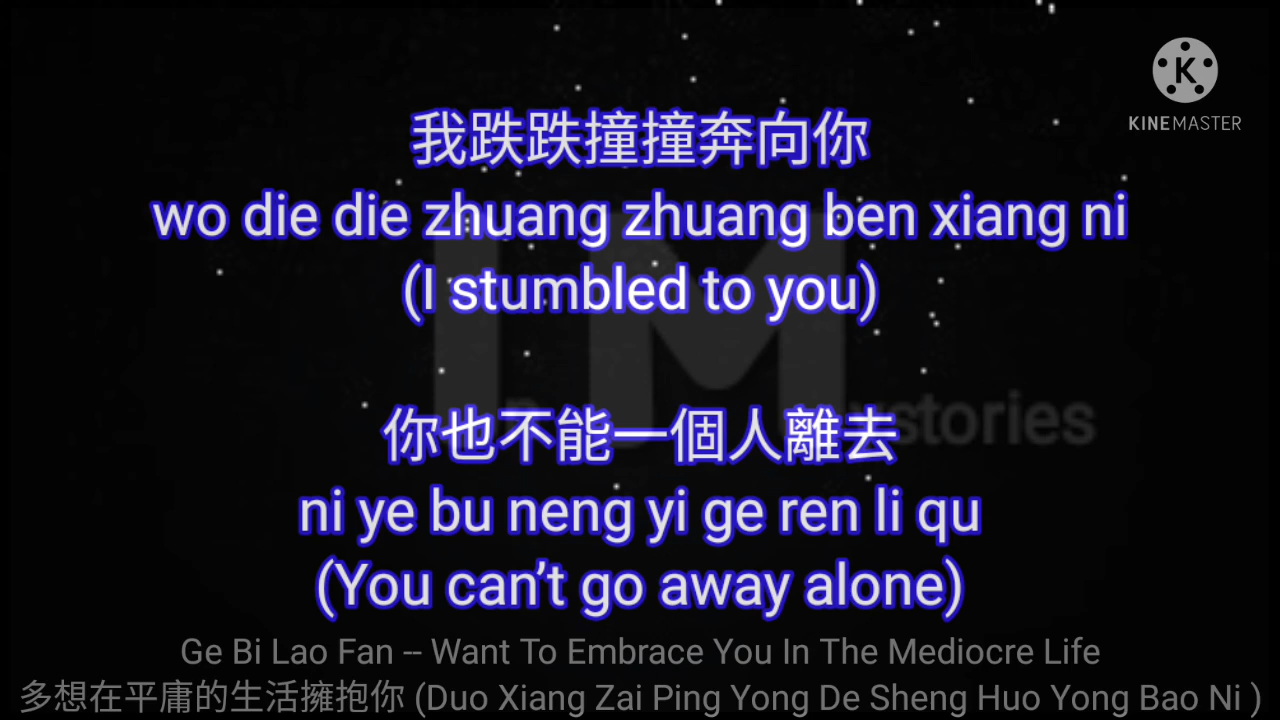 KINEMASTER
我跌跌撞撞奔向你
wo die die zhuang zhuang ben xiang ni
(I stumbled to you)
你也不能一個人離去
ni ye bu neng yi ge ren li qu
(You can’t go away alone)
Ge Bi Lao Fan -- Want To Embrace You In The Mediocre Life
多想在平庸的生活擁抱你 (Duo Xiang Zai Ping Yong De Sheng Huo Yong Bao Ni )